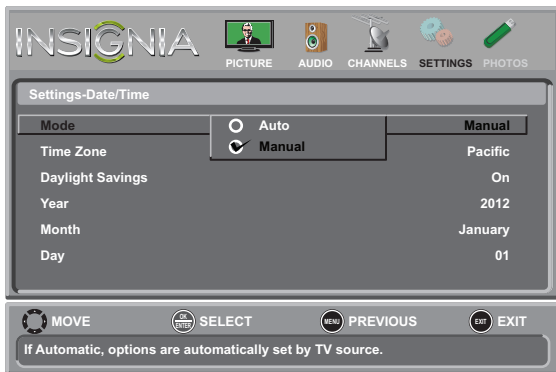 INSIGNIA
PICTURE AUDIO CHANNELS SETTINGS PHOTOS
Settings-Date/Time
Mode Manual
Auto
Manual
Time Zone Pacific
Daylight Savings On
Year 2012
Month January
Day 01
MOVE OK ENTER SELECT MENU PREVIOUS EXIT EXIT
If Automatic, options are automatically set by TV source.